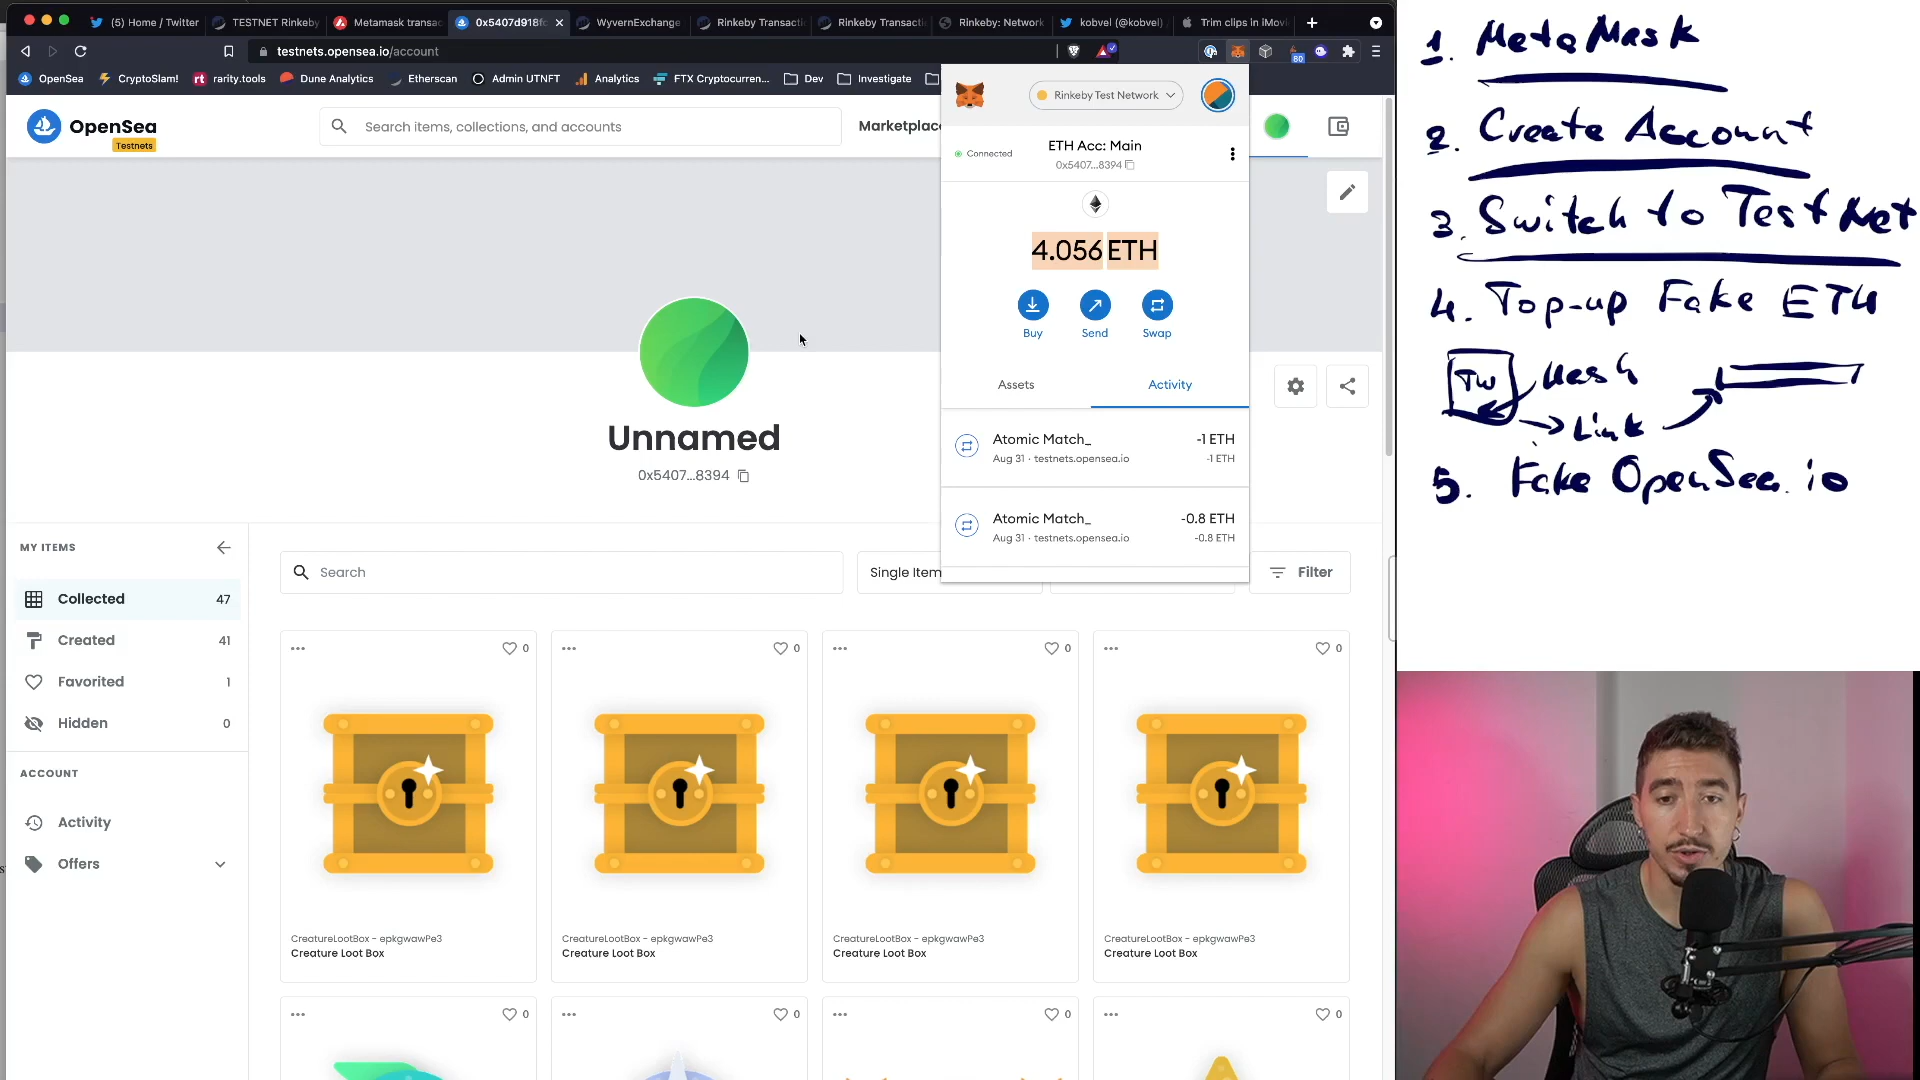 (5) Home / Twitter
TESTNET Rinkeby
Metamask transac
0x5407d918f
WyvernExchange
Rinkeby Transacti
Rinkeby Transacti
Rinkeby: Network
kobvel (@kobvel)
Trim clips in iMovi
testnets.opensea.io/account
80
OpenSea
CryptoSlam!
rarity.tools
Dune Analytics
Etherscan
Admin UTNFT
Analytics
FTX Cryptocurren...
Dev
Investigate
OpenSea
Testnets
Search items, collections, and accounts
Marketplac
Rinkeby Test Network
Connected
ETH Acc: Main
0x5407...8394
4.056 ETH
Buy
Send
Swap
Assets
Activity
Atomic Match_
-1 ETH
Aug 31 · testnets.opensea.io
-1 ETH
Atomic Match_
-0.8 ETH
Aug 31 · testnets.opensea.io
-0.8 ETH
Unnamed
0x5407...8394
MY ITEMS
Collected 47
Created 41
Favorited 1
Hidden 0
ACCOUNT
Activity
Offers
Search
Single Item
Filter
0
0
0
0
CreatureLootBox - epkgwawPe3
Creature Loot Box
CreatureLootBox - epkgwawPe3
Creature Loot Box
CreatureLootBox - epkgwawPe3
Creature Loot Box
CreatureLootBox - epkgwawPe3
Creature Loot Box
0
0
0
0
1. MetaMask
2. Create Account
3. Switch to TestNet
4. Top-up Fake ETH
TW
Hash
Link
5. Fake OpenSea.io